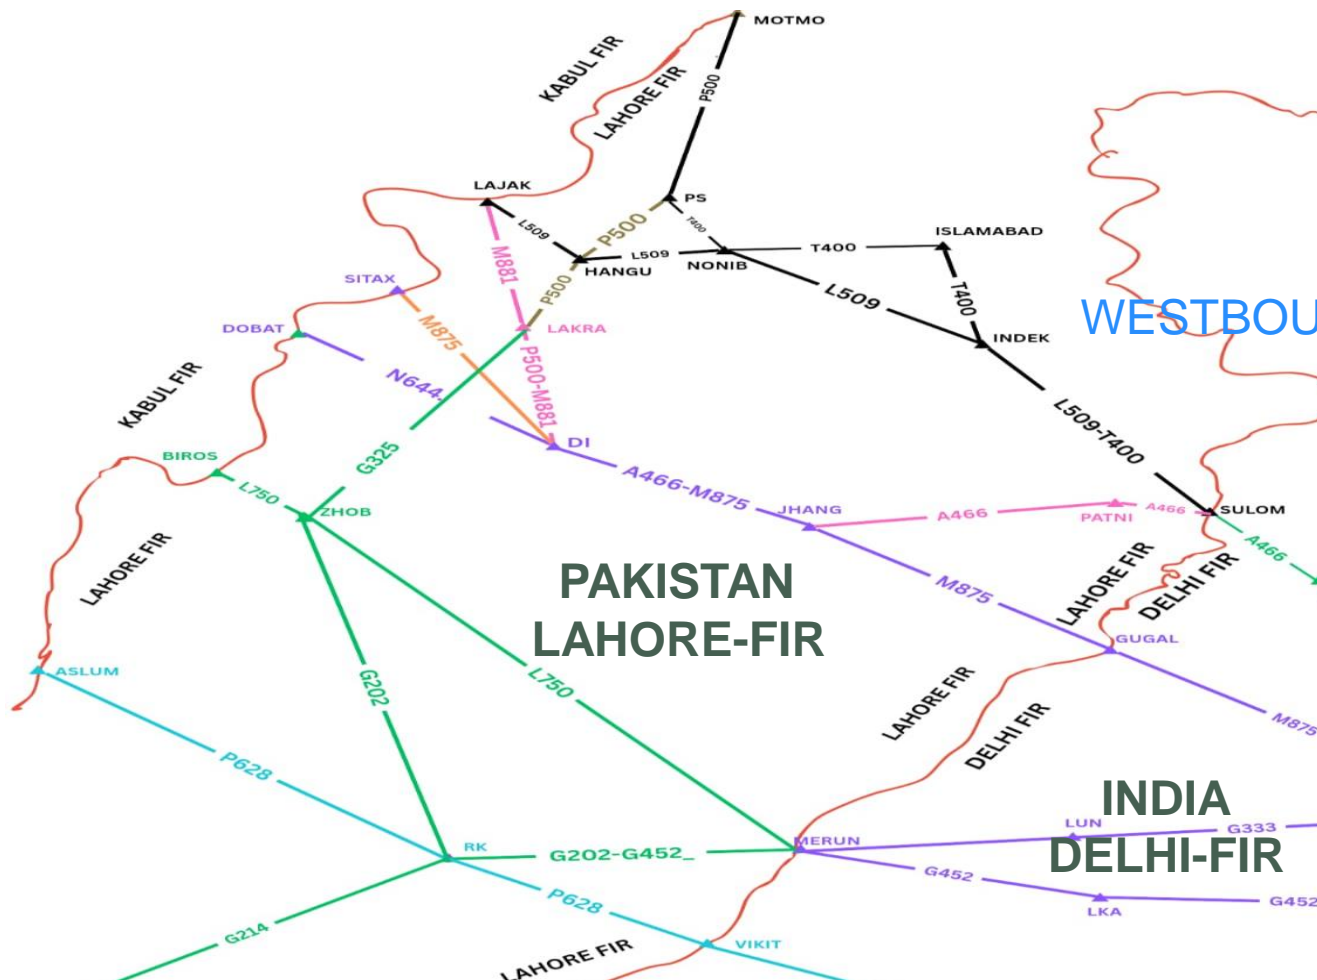 MOTMO
KABUL FIR
LAHORE FIR
P500
LAJAK
PS
L509
P500
T400
ISLAMABAD
M881
HANGU
L509
NONIB
T400
SITAX
P500
L509
T400
WESTBOU
DOBAT
M875
LAKRA
INDEK
KABUL FIR
N644
P500-M881
L509-T400
BIROS
G325
DI
A466-M875
L750
ZHOB
JHANG
A466
PATNI
A466
SULOM
LAHORE FIR
PAKISTAN
LAHORE-FIR
M875
LAHORE FIR
DELHI FIR
A466
GUGAL
ASLUM
G202
L750
LAHORE FIR
DELHI FIR
M875
P628
INDIA
DELHI-FIR
RK
G202-G452_
MERUN
LUN
G333
G452
LKA
G452
P628
G214
VIKIT
LAHORE FIR